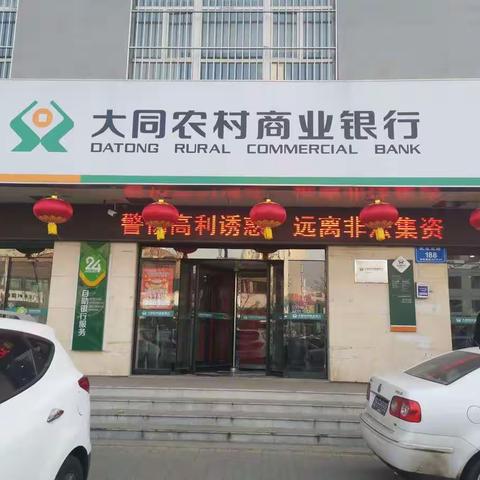 大同农村商业银行
DATONG RURAL COMMERCIAL BANK
警惕高利诱惑 远离非法集资
188
24
自助银行服务